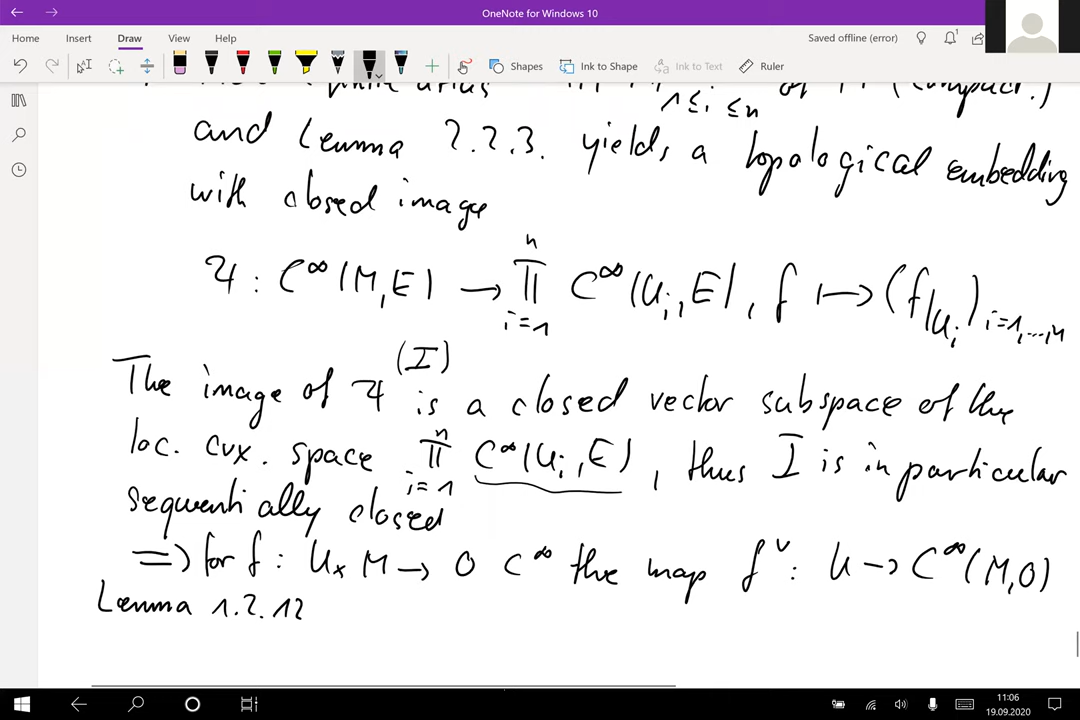 OneNote for Windows 10
Home Insert Draw View Help
Saved offline (error)
Shapes Ink to Shape Ink to Text Ruler
1≤i≤n of M (compact!)
and Lemma 2.2.3. yields a topological embedding
with closed image
Ψ : C^∞(M,E) → ∏_{i=1}^{n} C^∞(U_i,E), f ↦ (f|_{U_i})_{i=1,...,n}
The image of Ψ (I) is a closed vector subspace of the
loc. cvx. space ∏_{i=1}^{n} C^∞(U_i,E), thus I is in particular
sequentially closed
=> for f : U × M → O C^∞ the map f^∨ : U → C^∞(M,O)
Lemma 1.2.12
11:06
19.09.2020